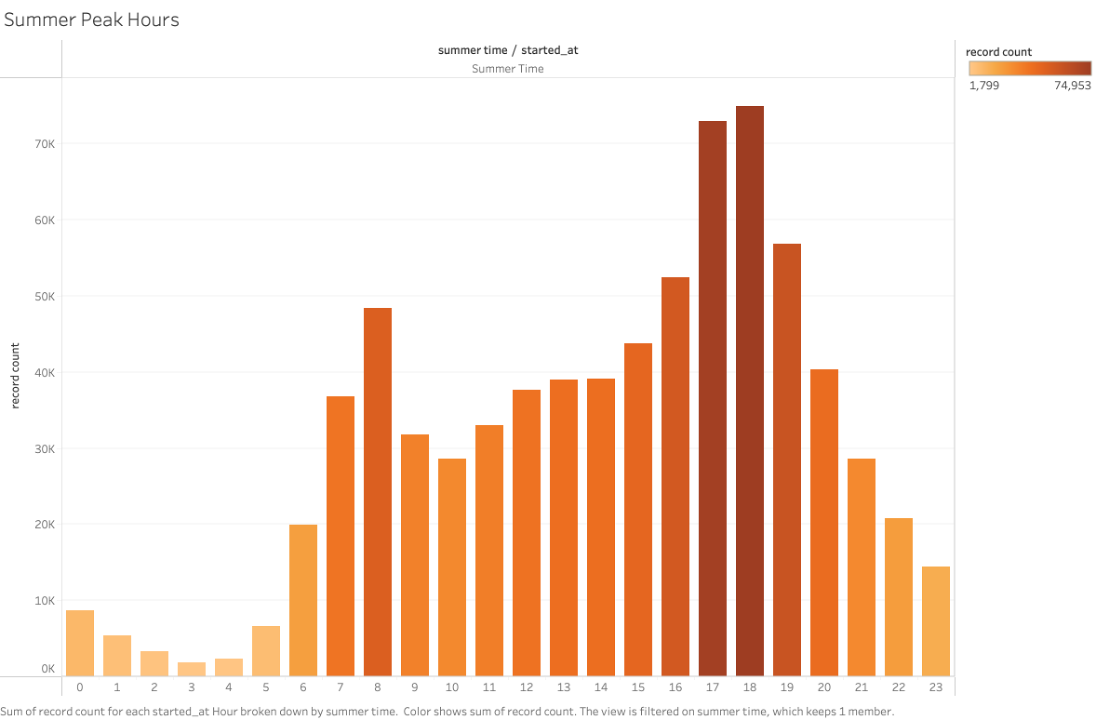 Summer Peak Hours
summer time / started_at
Summer Time
record count
1,799 74,953
70K
60K
50K
40K
30K
20K
10K
0K
record count
0 1 2 3 4 5 6 7 8 9 10 11 12 13 14 15 16 17 18 19 20 21 22 23
Sum of record count for each started_at Hour broken down by summer time. Color shows sum of record count. The view is filtered on summer time, which keeps 1 member.